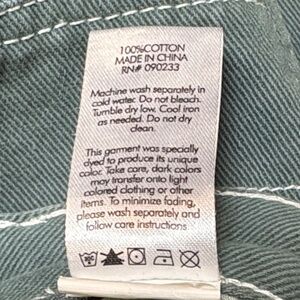 100%COTTON
MADE IN CHINA
RN# 090233
Machine wash separately in
cold water. Do not bleach.
Tumble dry low. Cool iron
as needed. Do not dry
clean.
This garment was specially
dyed to produce its unique
color. Take care, dark colors
may transfer onto light
colored clothing or other
items. To minimize fading,
please wash separately and
follow care instructions